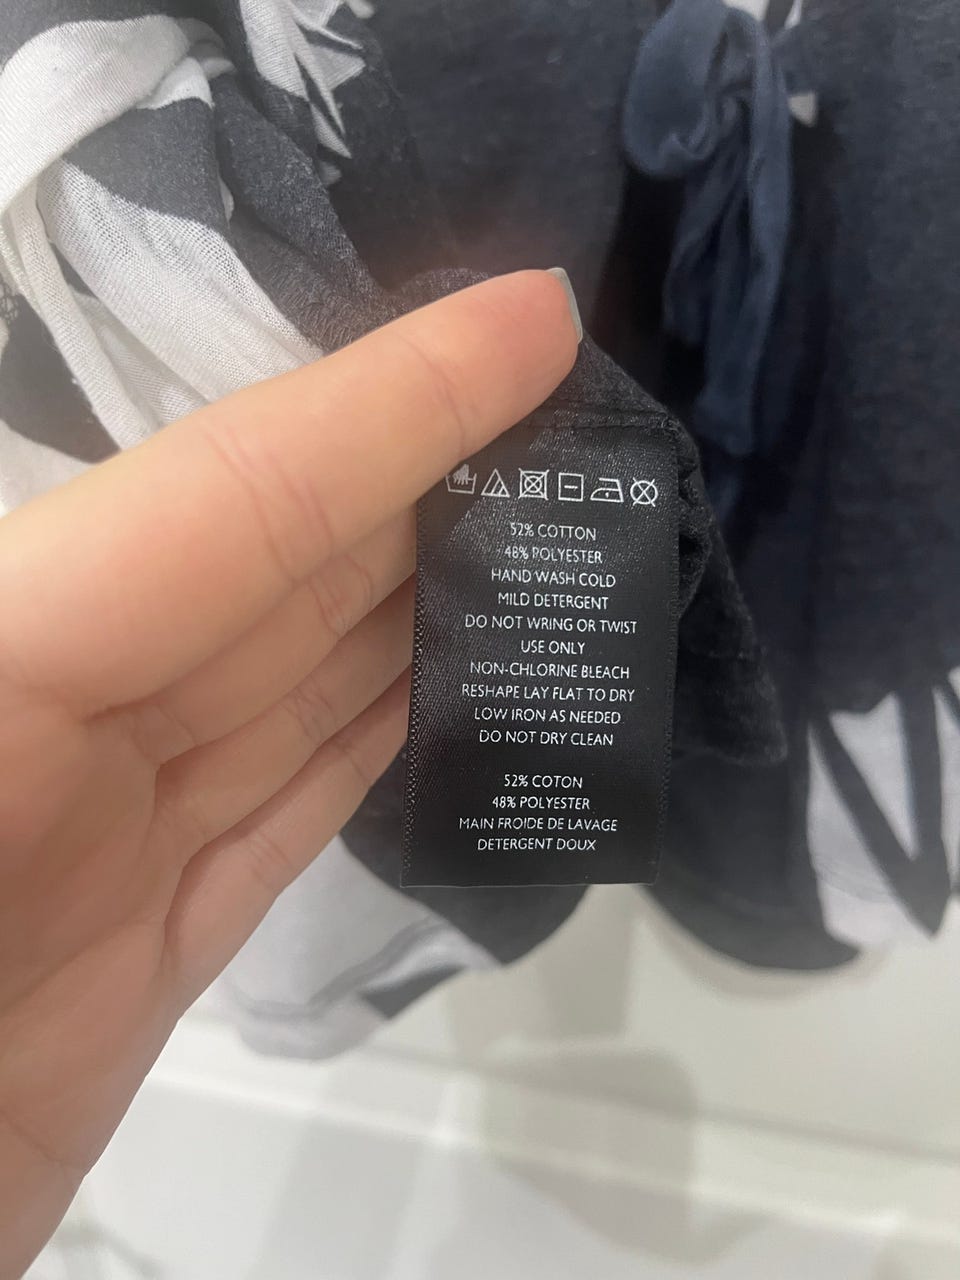 52% COTTON
48% POLYESTER
HAND WASH COLD
MILD DETERGENT
DO NOT WRING OR TWIST
USE ONLY
NON-CHLORINE BLEACH
RESHAPE LAY FLAT TO DRY
LOW IRON AS NEEDED
DO NOT DRY CLEAN
52% COTON
48% POLYESTER
MAIN FROIDE DE LAVAGE
DETERGENT DOUX